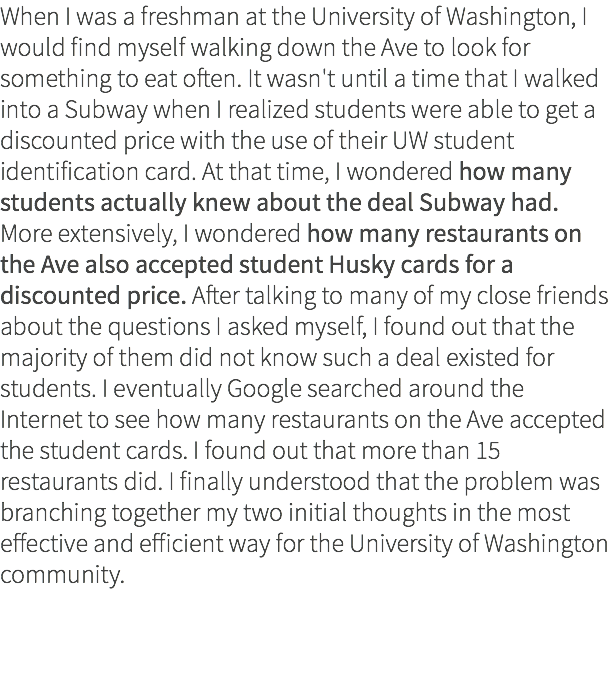 When I was a freshman at the University of Washington, I
would find myself walking down the Ave to look for
something to eat often. It wasn't until a time that I walked
into a Subway when I realized students were able to get a
discounted price with the use of their UW student
identification card. At that time, I wondered how many
students actually knew about the deal Subway had.
More extensively, I wondered how many restaurants on
the Ave also accepted student Husky cards for a
discounted price. After talking to many of my close friends
about the questions I asked myself, I found out that the
majority of them did not know such a deal existed for
students. I eventually Google searched around the
Internet to see how many restaurants on the Ave accepted
the student cards. I found out that more than 15
restaurants did. I finally understood that the problem was
branching together my two initial thoughts in the most
effective and efficient way for the University of Washington
community.